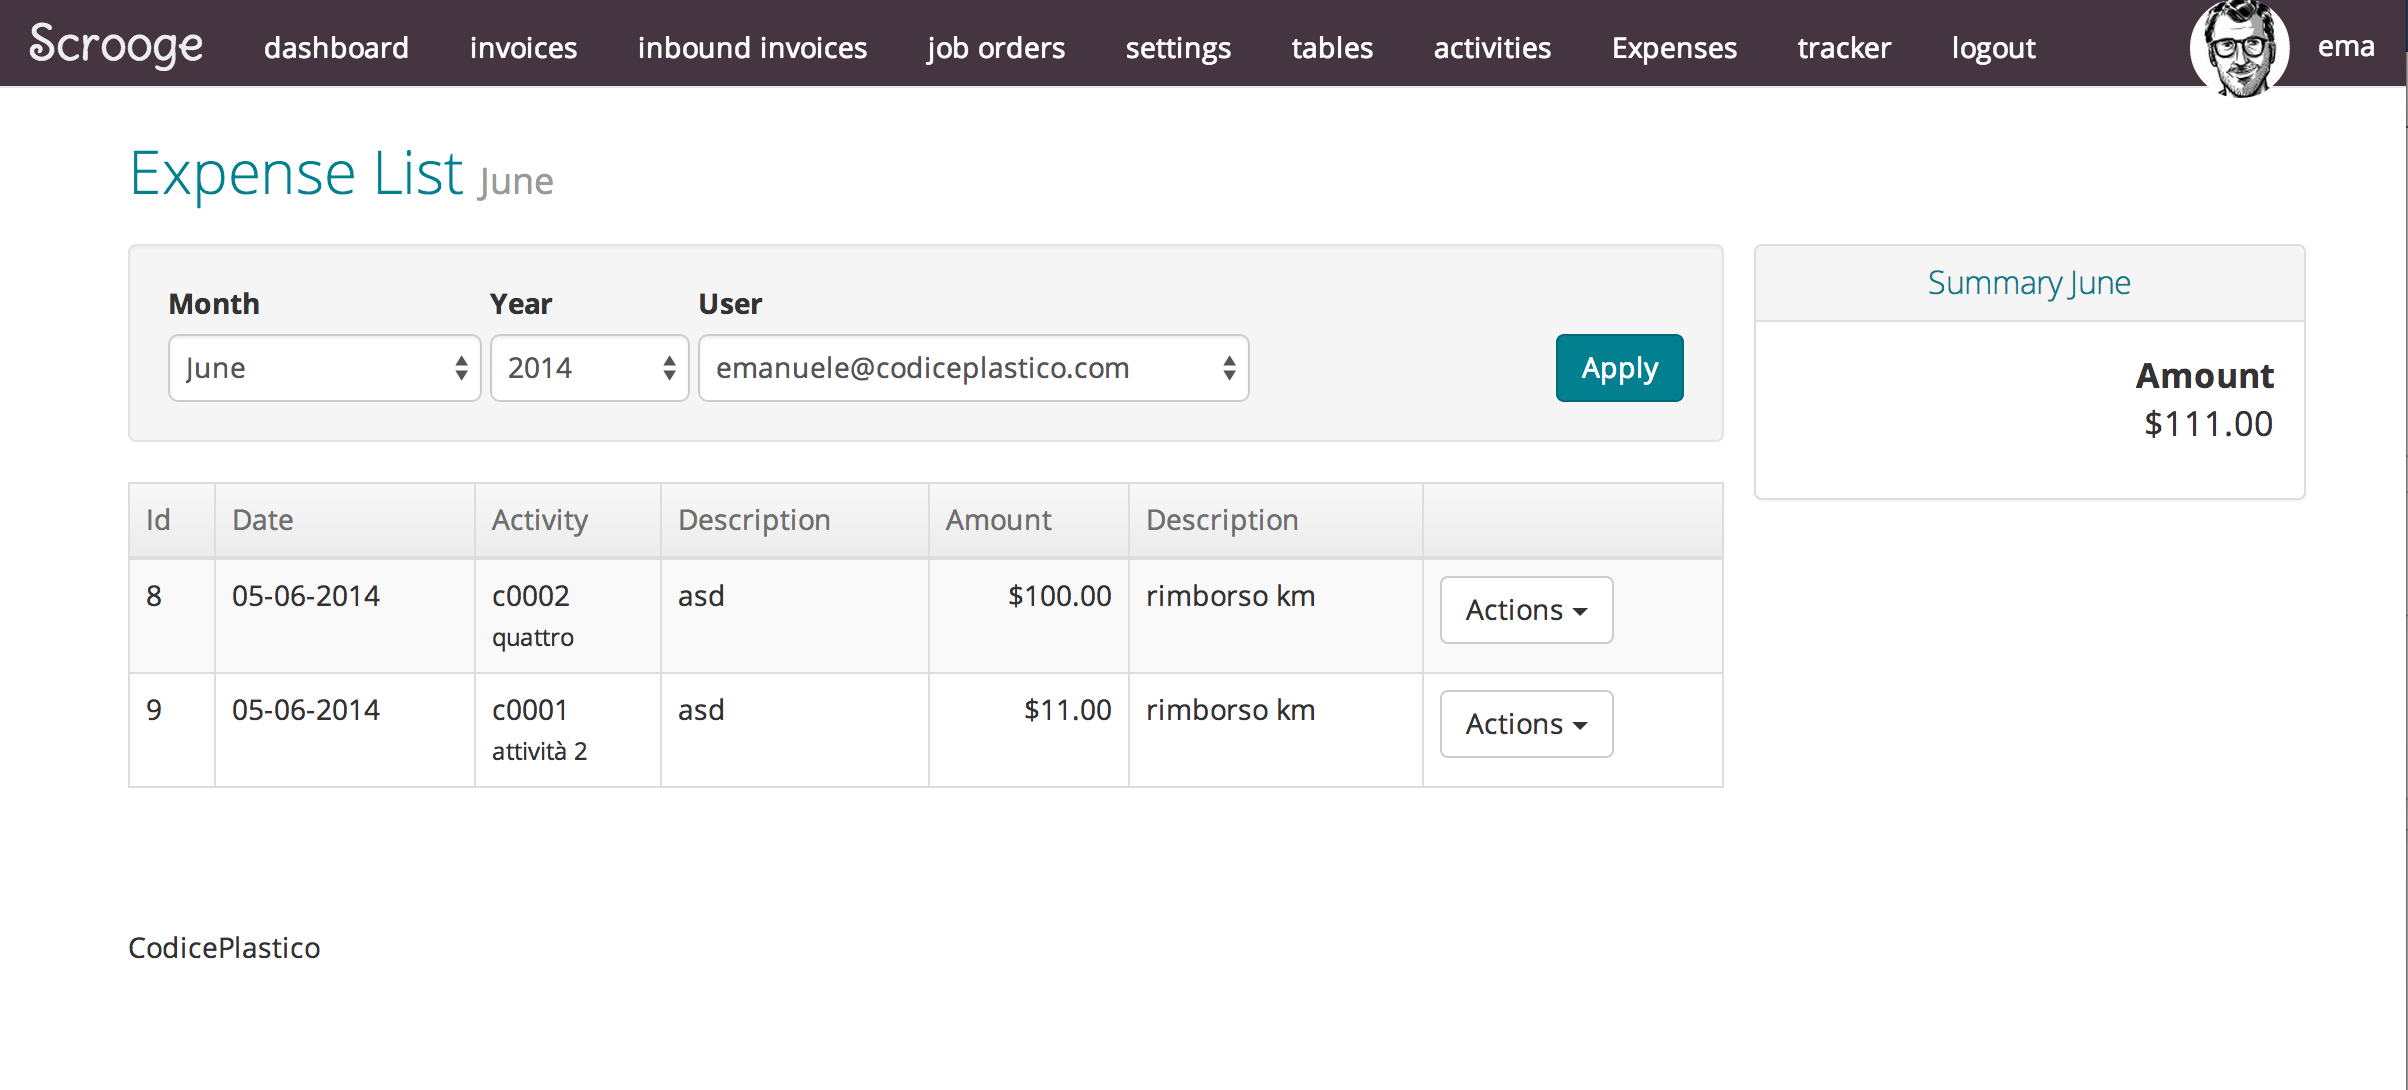 Scrooge dashboard invoices inbound invoices job orders settings tables activities Expenses tracker logout ema
Expense List June
Month Year User
June 2014 emanuele@codiceplastico.com Apply
Summary June
Amount
$111.00
Id Date Activity Description Amount Description
8 05-06-2014 c0002 asd $100.00 rimborso km Actions
quattro
9 05-06-2014 c0001 asd $11.00 rimborso km Actions
attività 2
CodicePlastico